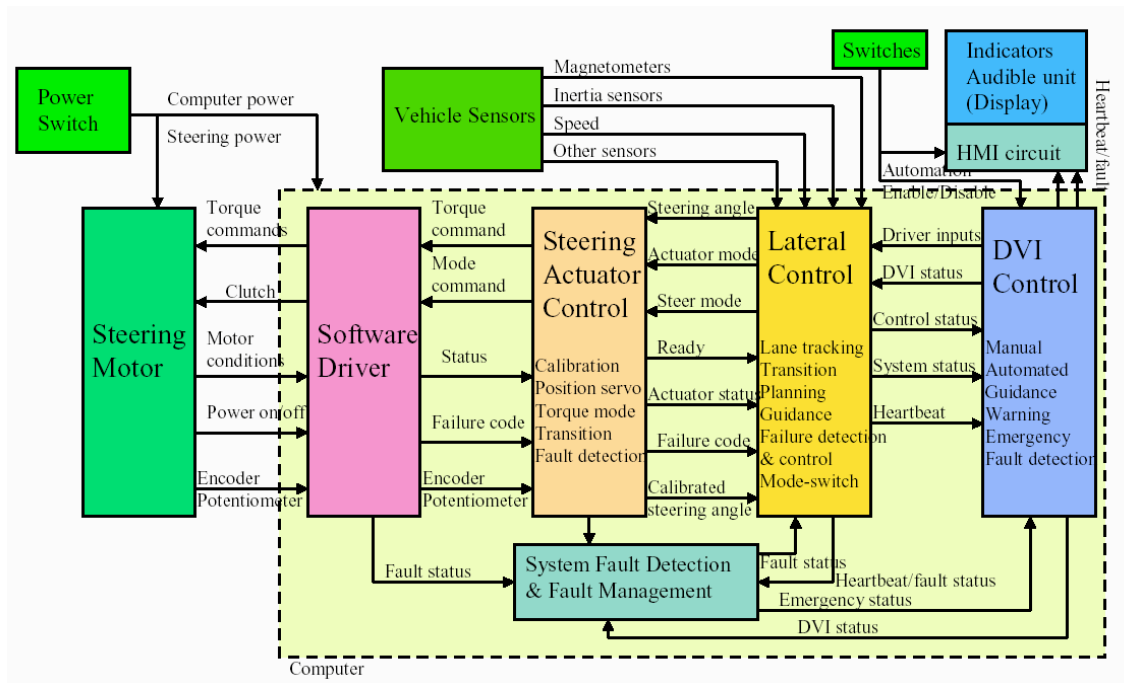 Switches
Indicators
Audible unit
(Display)
HMI circuit
Heartbeat/fault
Power
Switch
Computer power
Steering power
Vehicle Sensors
Magnetometers
Inertia sensors
Speed
Other sensors
Automation
Enable/Disable
Steering
Motor
Torque
commands
Clutch
Motor
conditions
Power on/off
Encoder
Potentiometer
Software
Driver
Torque
command
Mode
command
Status
Failure code
Encoder
Potentiometer
Steering
Actuator
Control
Calibration
Position servo
Torque mode
Transition
Fault detection
Steering angle
Actuator mode
Steer mode
Ready
Actuator status
Failure code
Calibrated
steering angle
Lateral
Control
Lane tracking
Transition
Planning
Guidance
Failure detection
& control
Mode-switch
Driver inputs
DVI status
Control status
System status
Heartbeat
DVI
Control
Manual
Automated
Guidance
Warning
Emergency
Fault detection
System Fault Detection
& Fault Management
Fault status
Fault status
Heartbeat/fault status
Emergency status
DVI status
Computer